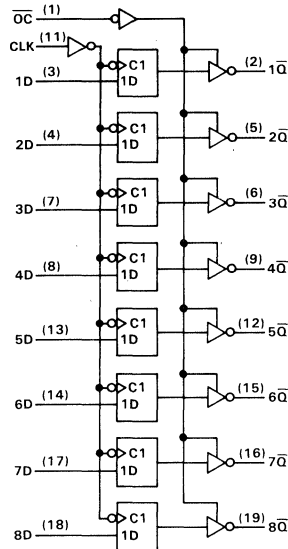 OC̅ (1)
CLK (11)
C1 (2) 1Q̅
1D (3) 1D
C1 (5) 2Q̅
2D (4) 1D
C1 (6) 3Q̅
3D (7) 1D
C1 (9) 4Q̅
4D (8) 1D
C1 (12) 5Q̅
5D (13) 1D
C1 (15) 6Q̅
6D (14) 1D
C1 (16) 7Q̅
7D (17) 1D
C1 (19) 8Q̅
8D (18) 1D